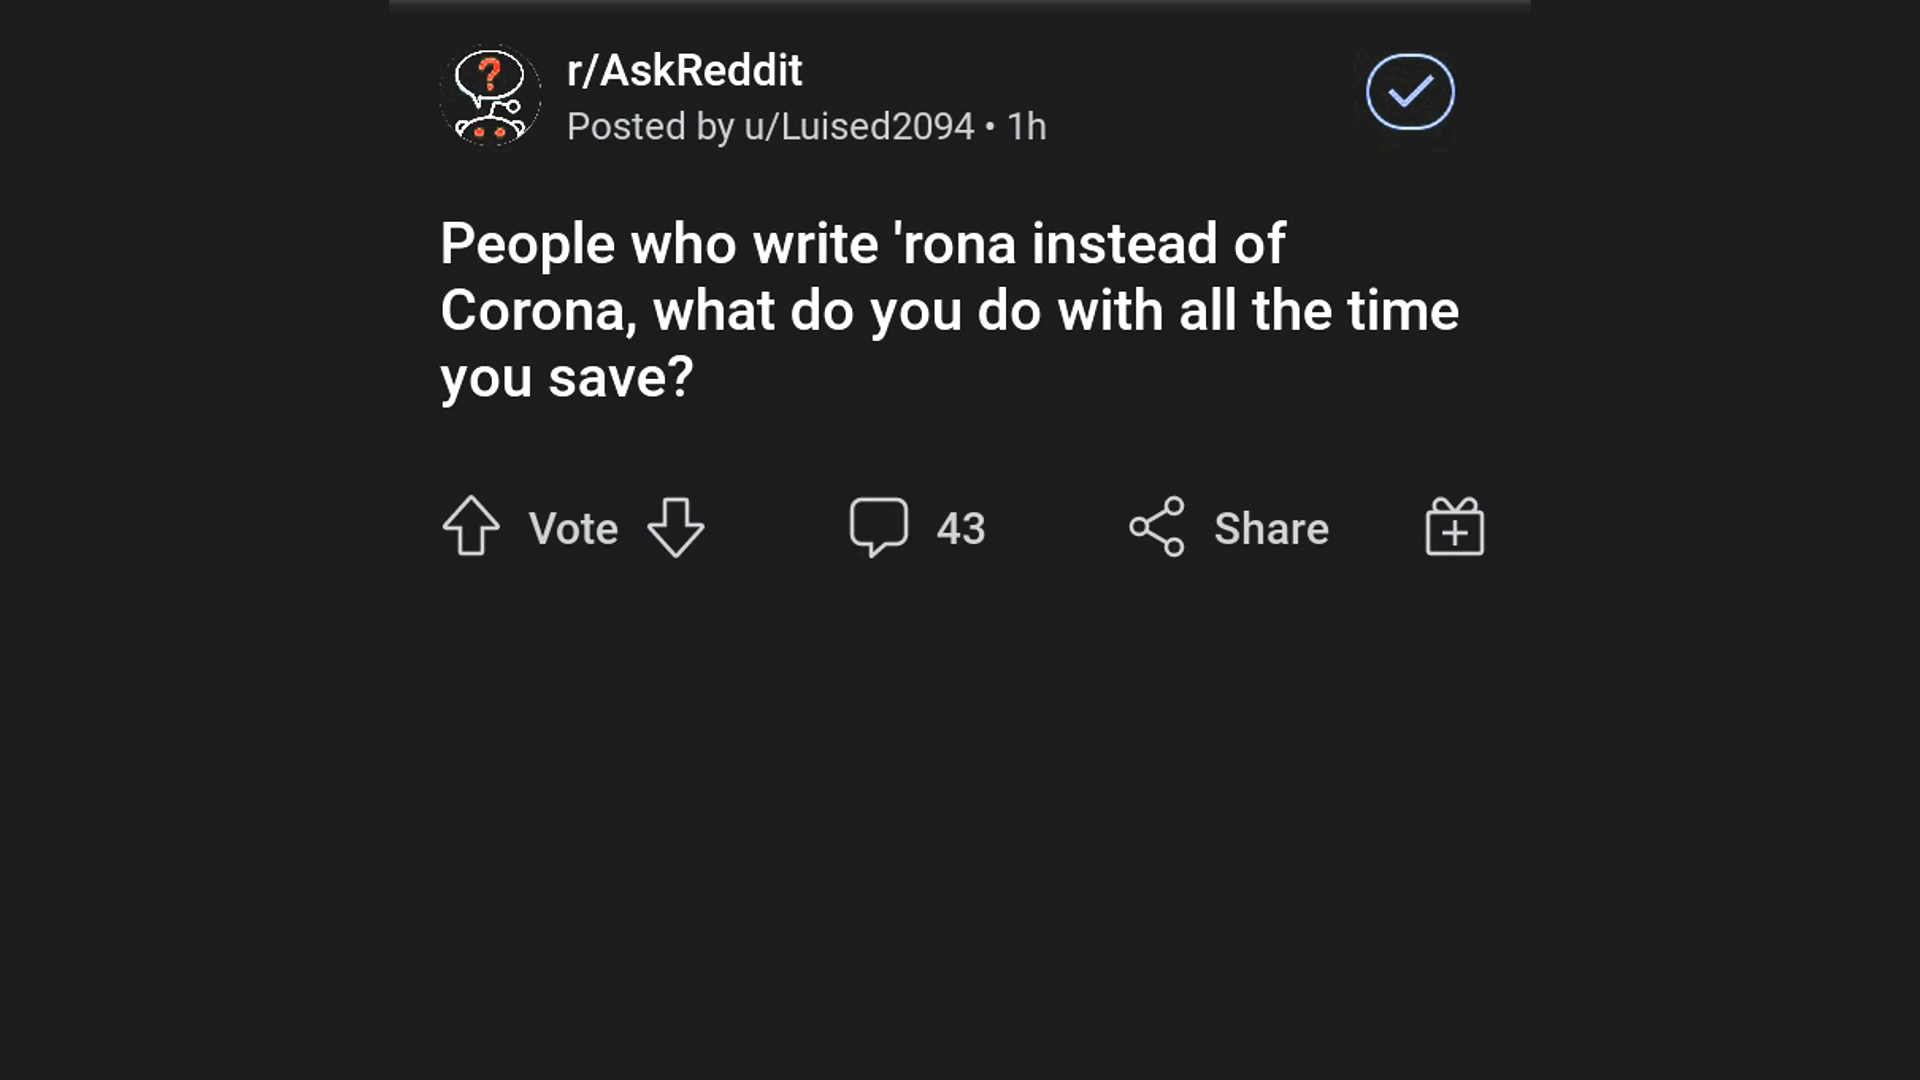 r/AskReddit
Posted by u/Luised2094 • 1h
People who write 'rona instead of
Corona, what do you do with all the time
you save?
Vote 43 Share